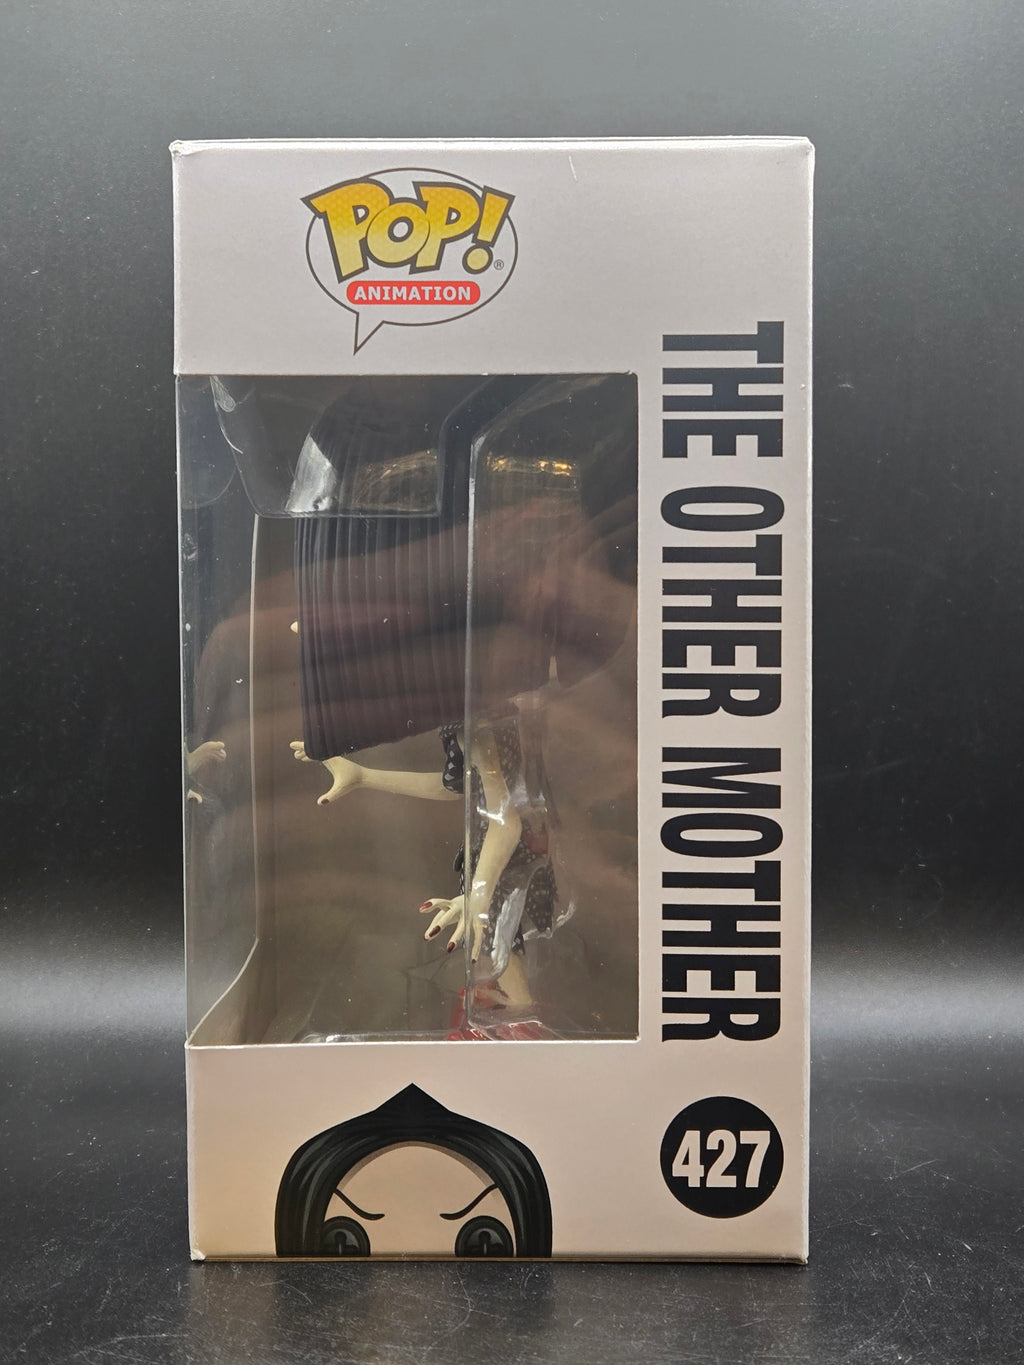 POP!®
ANIMATION
THE OTHER MOTHER
427